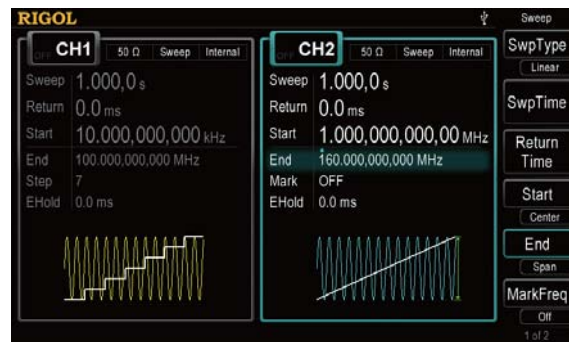 RIGOL
Sweep
OFF CH1 50 Ω Sweep Internal
Sweep 1.000,0 s
Return 0.0 ms
Start 10.000,000,000 kHz
End 100.000,000,000 MHz
Step 7
EHold 0.0 ms
OFF CH2 50 Ω Sweep Internal
Sweep 1.000,0 s
Return 0.0 ms
Start 1.000,000,000,00 MHz
End 160.000,000,000 MHz
Mark OFF
EHold 0.0 ms
SwpType
Linear
SwpTime
Return
Time
Start
Center
End
Span
MarkFreq
Off
1 of 2